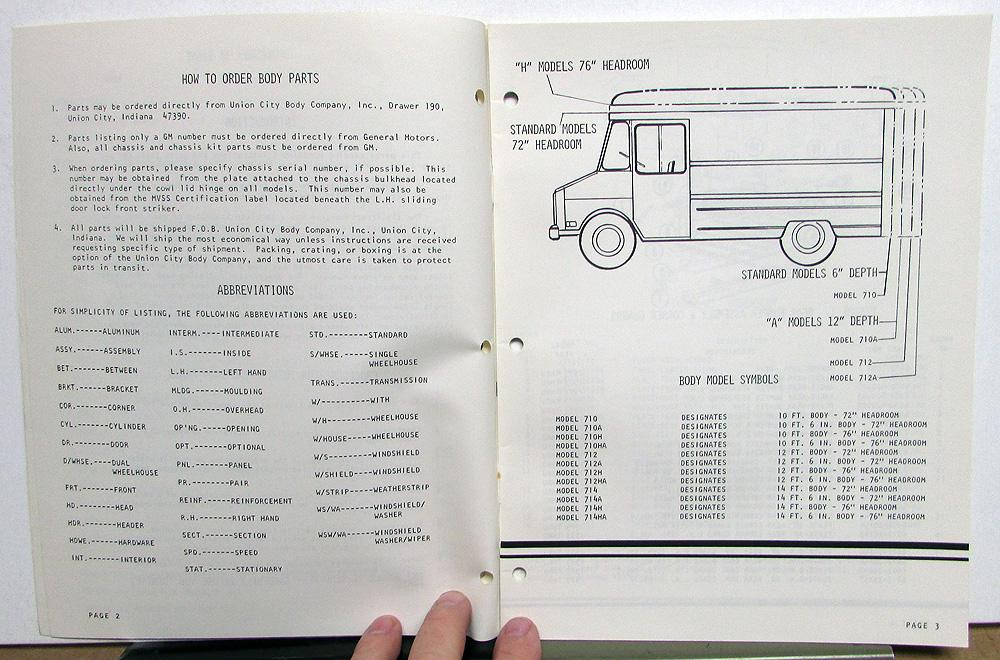 HOW TO ORDER BODY PARTS
1. Parts may be ordered directly from Union City Body Company, Inc., Drawer 190,
Union City, Indiana 47390.
2. Parts listing only a GM number must be ordered directly from General Motors.
Also, all chassis and chassis kit parts must be ordered from GM.
3. When ordering parts, please specify chassis serial number, if possible. This
number may be obtained from the plate attached to the chassis bulkhead located
directly under the cowl lid hinge on all models. This number may also be
obtained from the MVSS Certification label located beneath the L.H. sliding
door lock front striker.
4. All parts will be shipped F.O.B. Union City Body Company, Inc., Union City,
Indiana. We will ship the most economical way unless instructions are received
requesting specific type of shipment. Packing, crating, or boxing is at the
option of the Union City Body Company, and the utmost care is taken to protect
parts in transit.
ABBREVIATIONS
FOR SIMPLICITY OF LISTING, THE FOLLOWING ABBREVIATIONS ARE USED:
ALUM.------ALUMINUM
ASSY.------ASSEMBLY
BET.-------BETWEEN
BRKT.------BRACKET
COR.-------CORNER
CYL.-------CYLINDER
DR.--------DOOR
D/WHSE.----DUAL
WHEELHOUSE
FRT.-------FRONT
HD.--------HEAD
HDR.-------HEADER
HDWE.------HARDWARE
INT.-------INTERIOR
INTERM.----INTERMEDIATE
I.S.-------INSIDE
L.H.-------LEFT HAND
MLDG.------MOULDING
O.H.-------OVERHEAD
OP'NG.-----OPENING
OPT.-------OPTIONAL
PNL.-------PANEL
PR.--------PAIR
REINF.-----REINFORCEMENT
R.H.-------RIGHT HAND
SECT.------SECTION
SPD.-------SPEED
STAT.------STATIONARY
STD.--------STANDARD
S/WHSE.-----SINGLE
WHEELHOUSE
TRANS.------TRANSMISSION
W/----------WITH
W/H---------WHEELHOUSE
W/HOUSE-----WHEELHOUSE
W/S---------WINDSHIELD
W/SHIELD----WINDSHIELD
W/STRIP-----WEATHERSTRIP
WS/WA-------WINDSHIELD/
WASHER
WSW/WA------WINDSHIELD
WASHER/WIPER
PAGE 2
"H" MODELS 76" HEADROOM
STANDARD MODELS
72" HEADROOM
STANDARD MODELS 6" DEPTH
MODEL 710
"A" MODELS 12" DEPTH
MODEL 710A
MODEL 712
MODEL 712A
BODY MODEL SYMBOLS
MODEL 710 DESIGNATES 10 FT. BODY - 72" HEADROOM
MODEL 710A DESIGNATES 10 FT. 6 IN. BODY - 72" HEADROOM
MODEL 710H DESIGNATES 10 FT. BODY - 76" HEADROOM
MODEL 710HA DESIGNATES 10 FT. 6 IN. BODY - 76" HEADROOM
MODEL 712 DESIGNATES 12 FT. BODY - 72" HEADROOM
MODEL 712A DESIGNATES 12 FT. 6 IN. BODY - 72" HEADROOM
MODEL 712H DESIGNATES 12 FT. BODY - 76" HEADROOM
MODEL 712HA DESIGNATES 12 FT. 6 IN. BODY - 76" HEADROOM
MODEL 714 DESIGNATES 14 FT. BODY - 72" HEADROOM
MODEL 714A DESIGNATES 14 FT. 6 IN. BODY - 72" HEADROOM
MODEL 714H DESIGNATES 14 FT. BODY - 76" HEADROOM
MODEL 714HA DESIGNATES 14 FT. 6 IN. BODY - 76" HEADROOM
PAGE 3